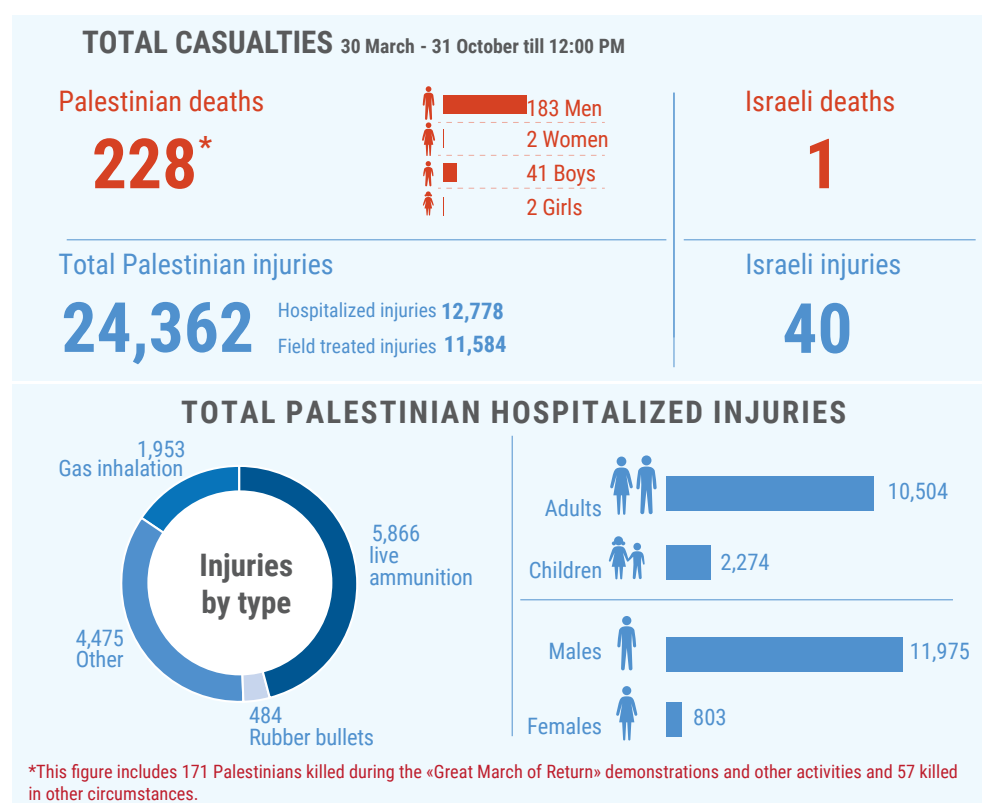 TOTAL CASUALTIES 30 March - 31 October till 12:00 PM
Palestinian deaths
228*
183 Men
2 Women
41 Boys
2 Girls
Israeli deaths
1
Total Palestinian injuries
24,362
Hospitalized injuries 12,778
Field treated injuries 11,584
Israeli injuries
40
TOTAL PALESTINIAN HOSPITALIZED INJURIES
1,953
Gas inhalation
5,866
live
ammunition
Injuries
by type
4,475
Other
484
Rubber bullets
Adults
10,504
Children
2,274
Males
11,975
Females
803
*This figure includes 171 Palestinians killed during the «Great March of Return» demonstrations and other activities and 57 killed
in other circumstances.